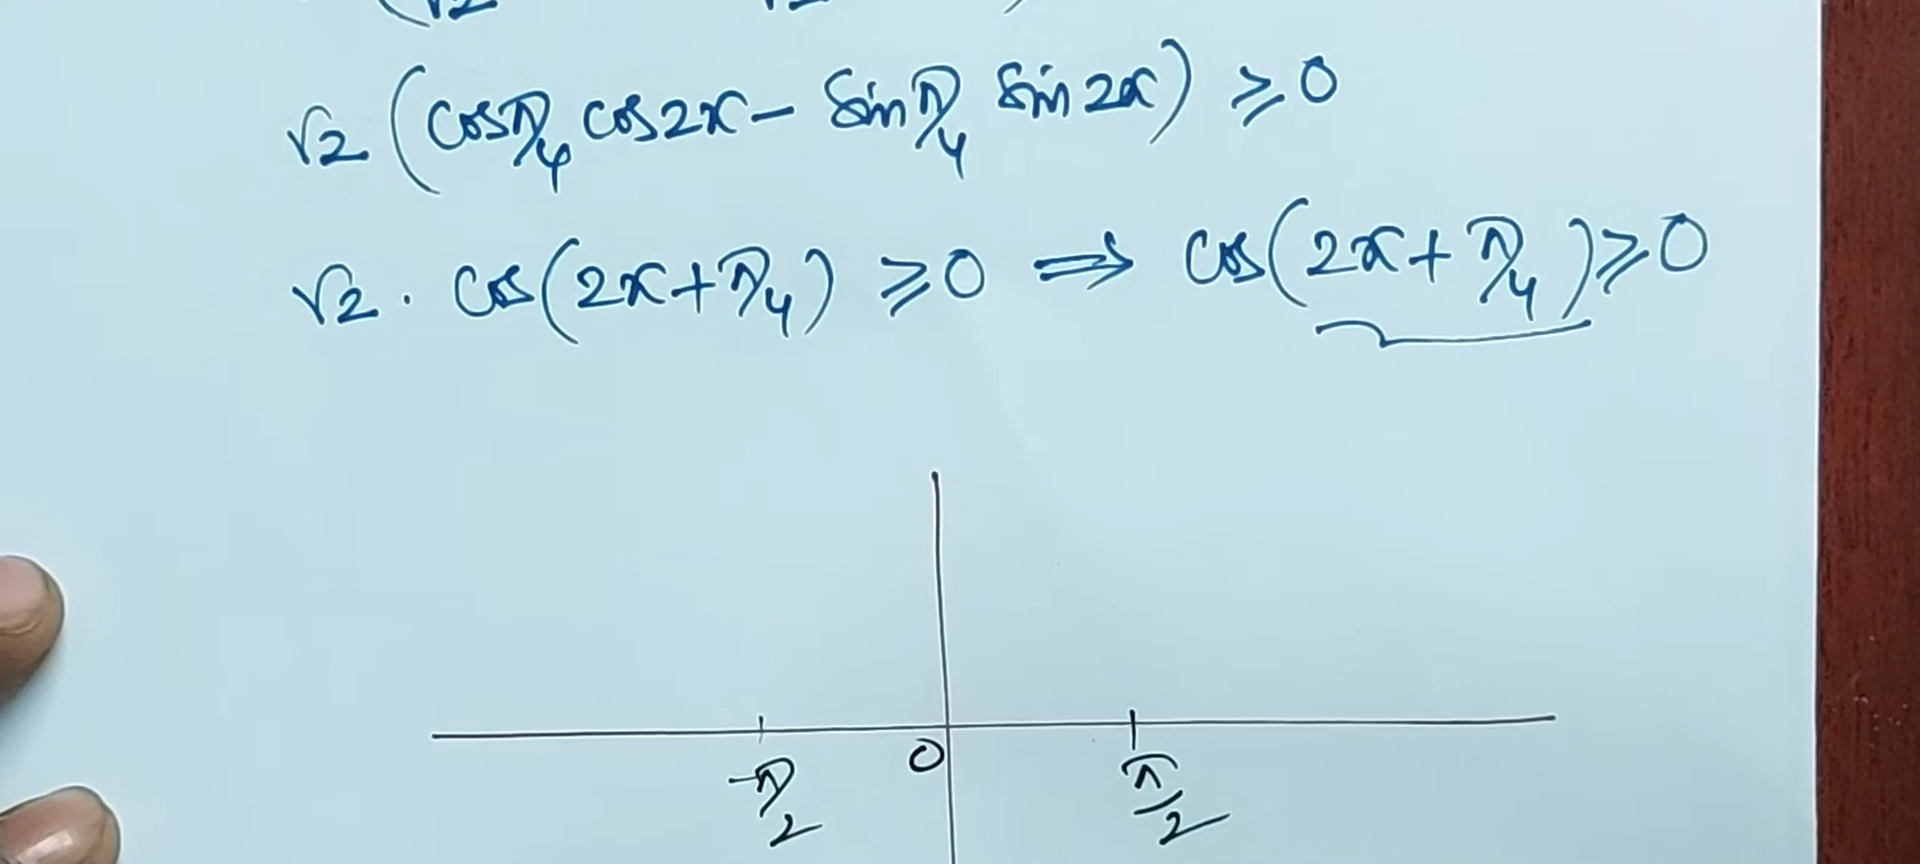 √2 (cos π/4 cos 2x - Sin π/4 Sin 2x) ≥ 0
√2 . cos(2x + π/4) ≥ 0 ⟹ cos(2x + π/4) ≥ 0
-π/2 0 π/2